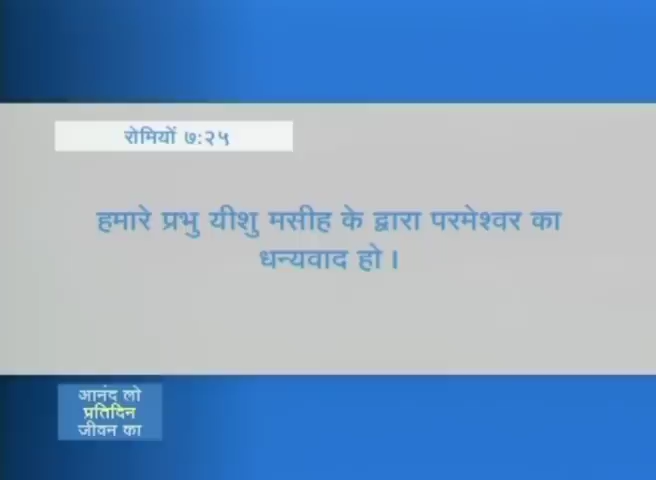 रोमियों ७:२५
हमारे प्रभु यीशु मसीह के द्वारा परमेश्वर का
धन्यवाद हो।
आनंद लो
प्रतिदिन
जीवन का